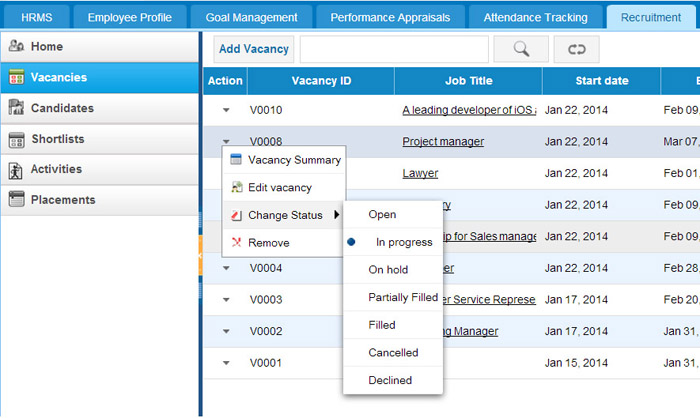 HRMS Employee Profile Goal Management Performance Appraisals Attendance Tracking Recruitment
Home
Vacancies
Candidates
Shortlists
Activities
Placements
Add Vacancy
Action Vacancy ID Job Title Start date
V0010 A leading developer of iOS Jan 22, 2014 Feb 09,
V0008 Project manager Jan 22, 2014 Mar 07,
Lawyer Jan 22, 2014 Feb 01,
Jan 22, 2014 Feb 09,
for Sales manage Jan 22, 2014 Feb 09,
V0004 Jan 22, 2014 Feb 28,
V0003 Service Represe Jan 17, 2014 Feb 20,
V0002 Manager Jan 17, 2014 Jan 31,
V0001 Jan 15, 2014 Jan 31,
Vacancy Summary
Edit vacancy
Change Status
Remove
Open
In progress
On hold
Partially Filled
Filled
Cancelled
Declined